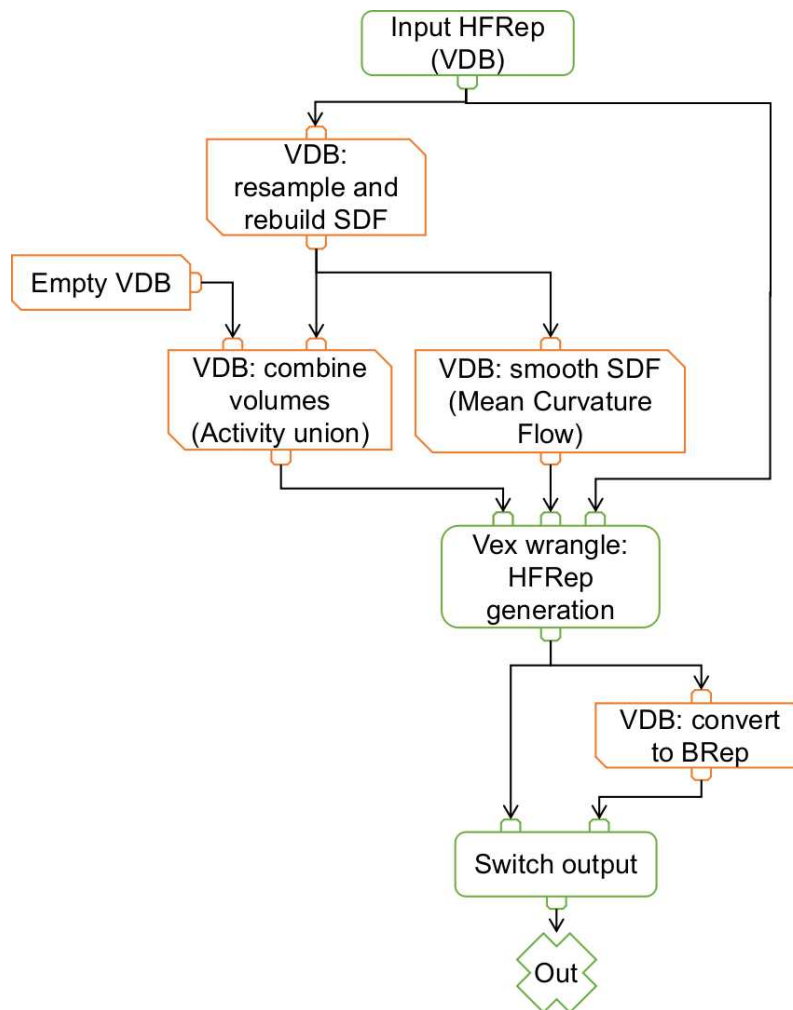 Input HFRep
(VDB)
VDB:
resample and
rebuild SDF
Empty VDB
VDB: combine
volumes
(Activity union)
VDB: smooth SDF
(Mean Curvature
Flow)
Vex wrangle:
HFRep
generation
VDB: convert
to BRep
Switch output
Out